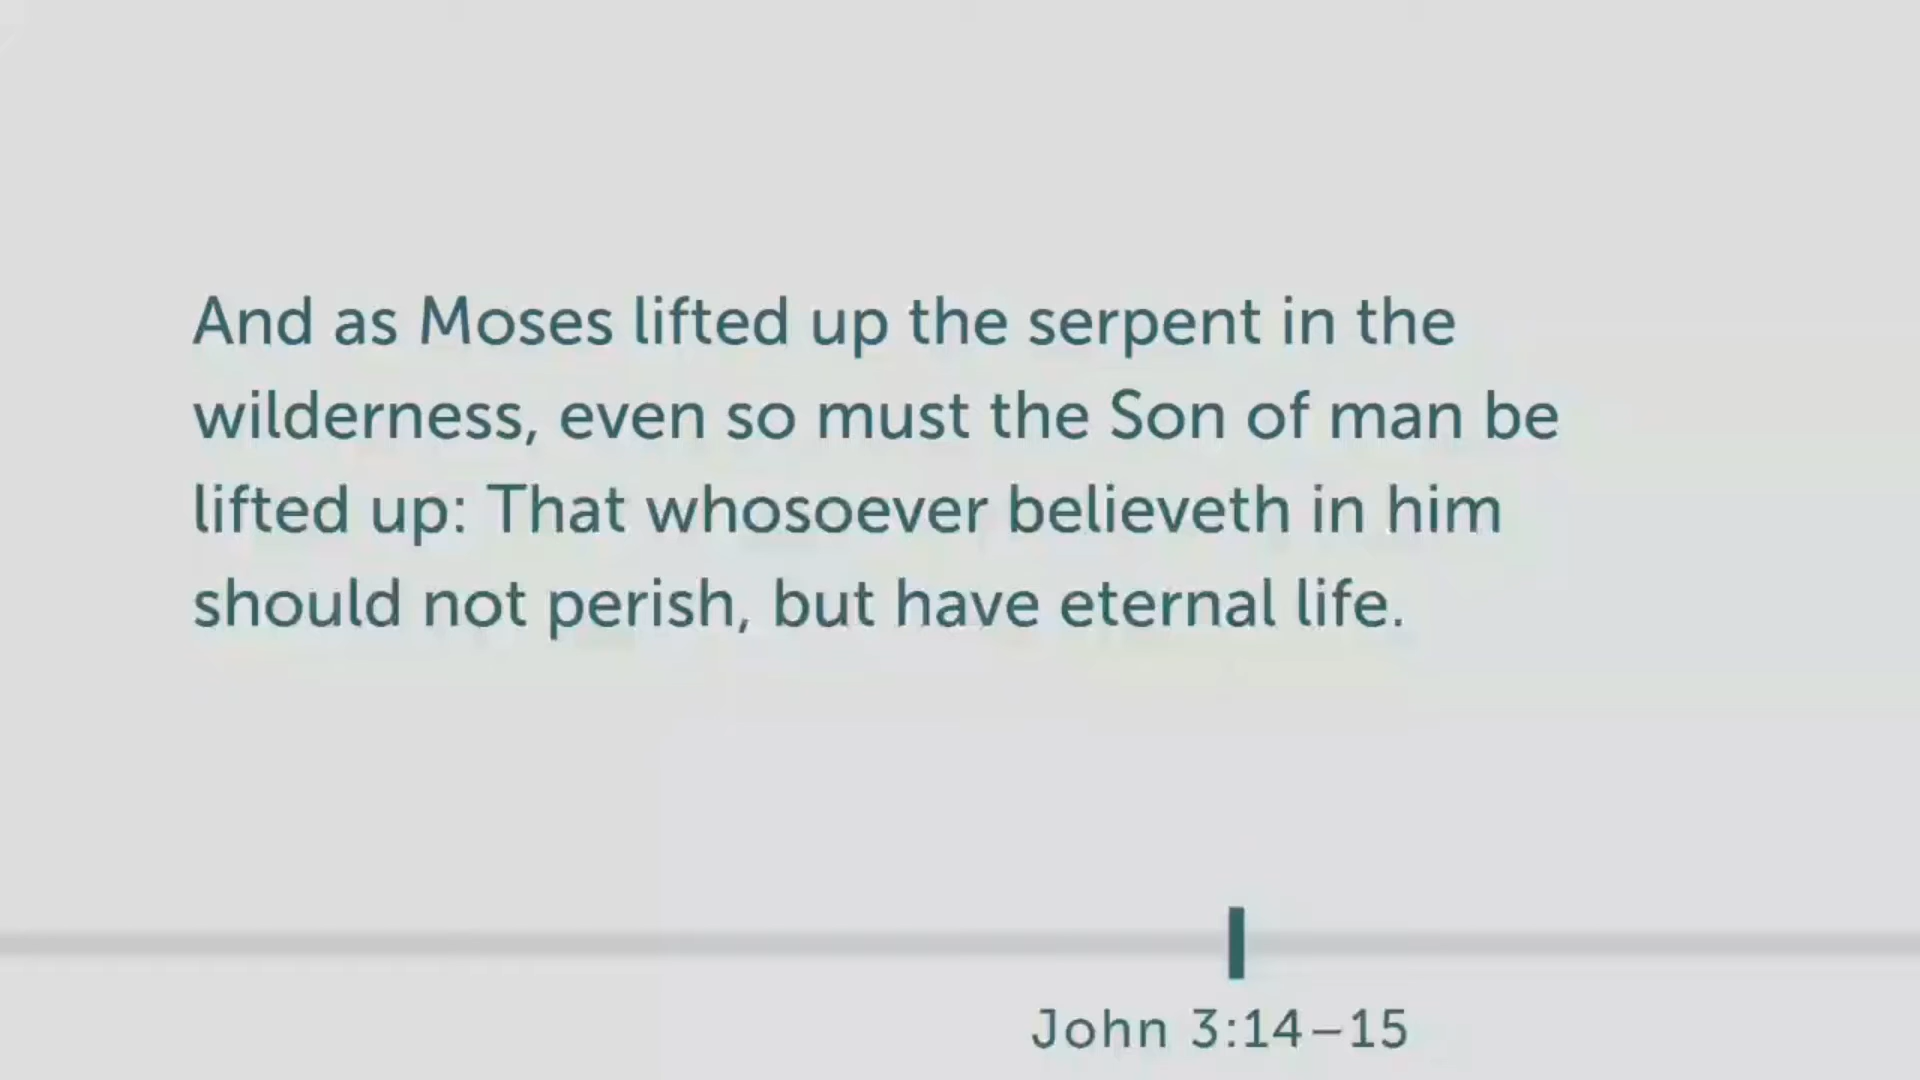 And as Moses lifted up the serpent in the
wilderness, even so must the Son of man be
lifted up: That whosoever believeth in him
should not perish, but have eternal life.
John 3:14–15